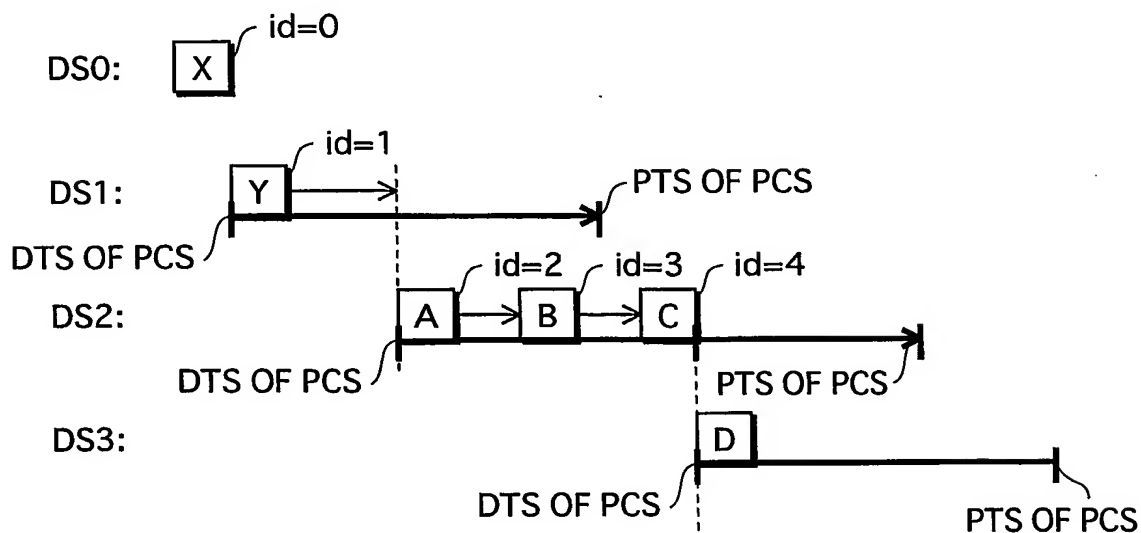 id=0
DS0: X
id=1
DS1: Y PTS OF PCS
DTS OF PCS
id=2 id=3 id=4
DS2: A B C
DTS OF PCS PTS OF PCS
DS3: D
DTS OF PCS PTS OF PCS